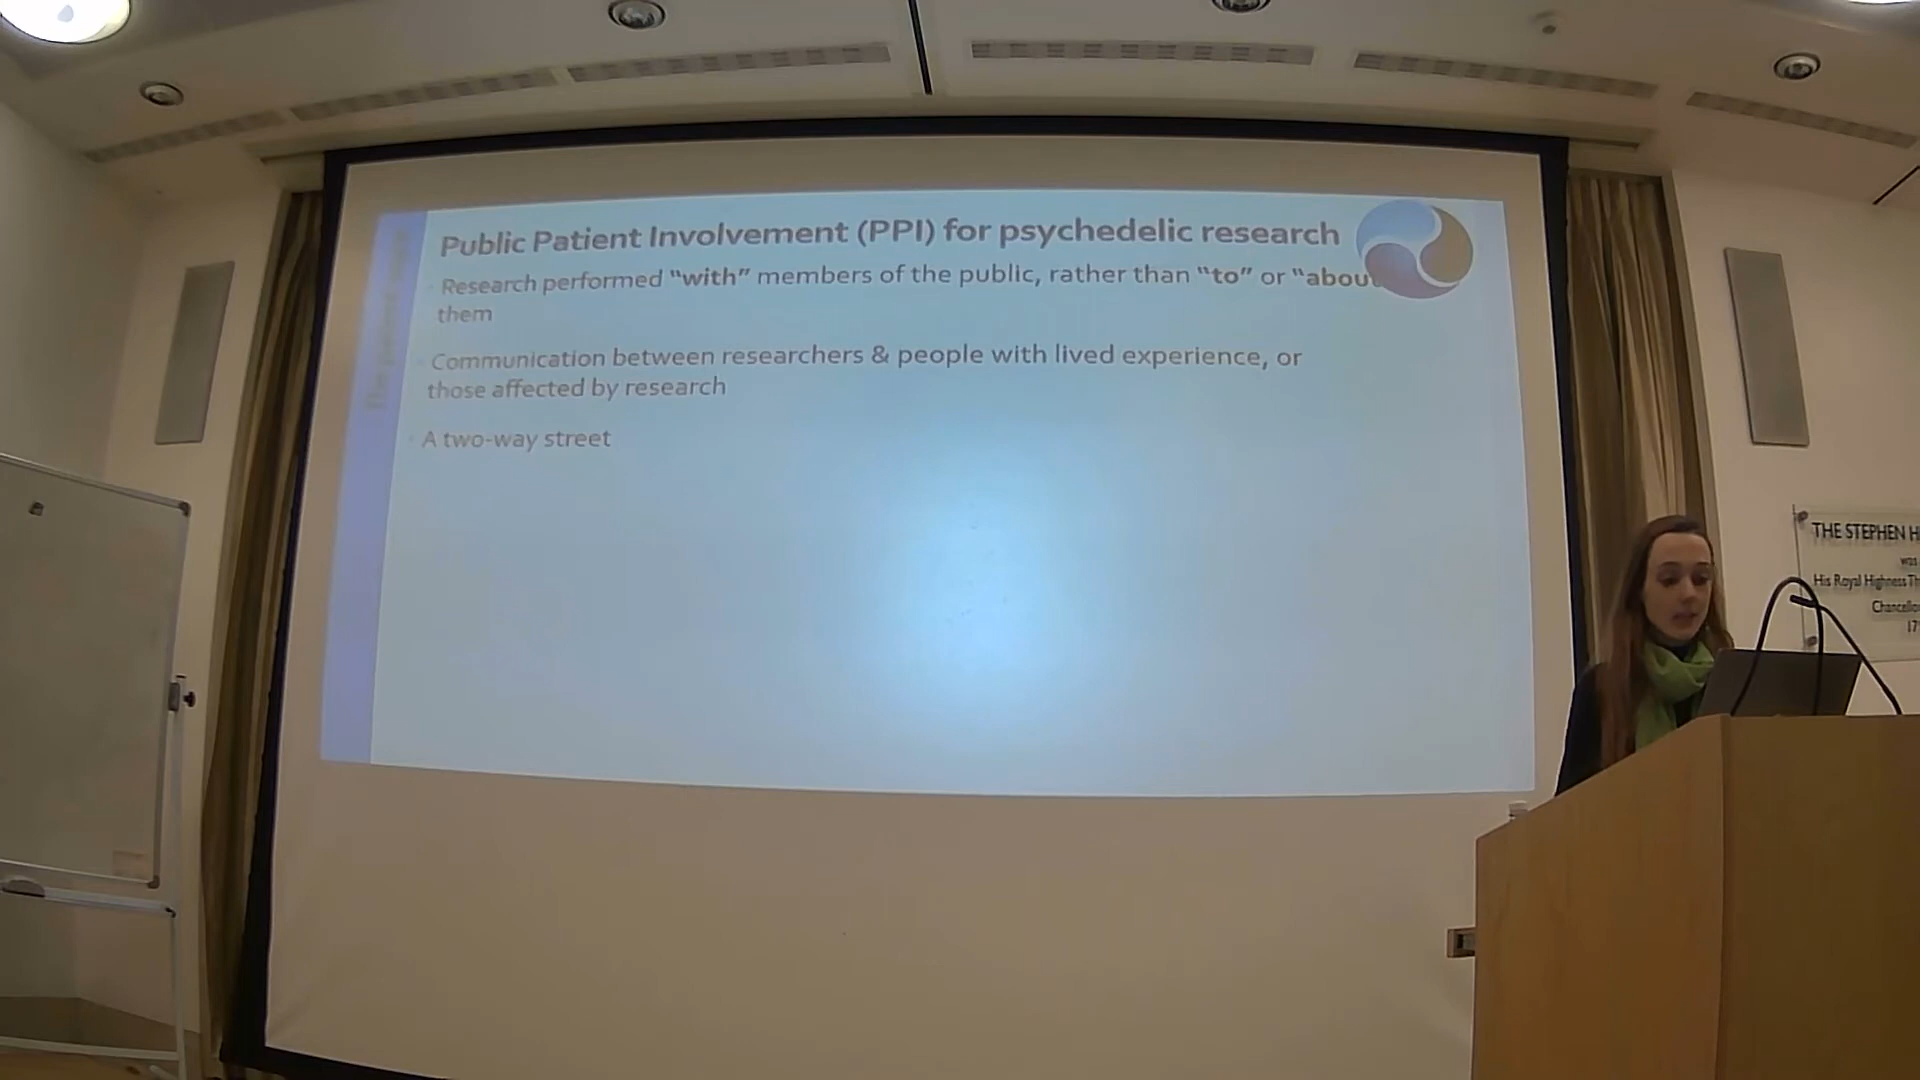 Public Patient Involvement (PPI) for psychedelic research
Research performed "with" members of the public, rather than "to" or "about
them
Communication between researchers & people with lived experience, or
those affected by research
A two-way street
THE STEPHEN H
was
His Royal Highness Th
Chancello
17